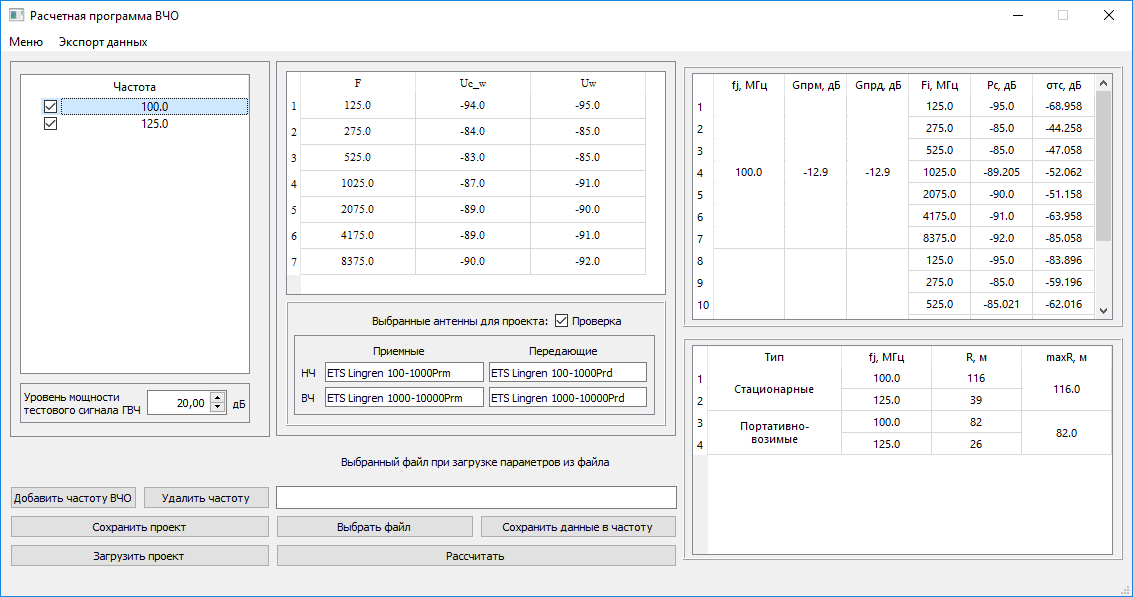 Расчетная программа ВЧО
Меню Экспорт данных
Частота
100.0
125.0
Уровень мощности
тестового сигнала ГВЧ
20,00 дБ
F Uc_w Uw
1 125.0 -94.0 -95.0
2 275.0 -84.0 -85.0
3 525.0 -83.0 -85.0
4 1025.0 -87.0 -91.0
5 2075.0 -89.0 -90.0
6 4175.0 -89.0 -91.0
7 8375.0 -90.0 -92.0
Выбранные антенны для проекта: Проверка
Приемные Передающие
НЧ ETS Lingren 100-1000Prm ETS Lingren 100-1000Prd
ВЧ ETS Lingren 1000-10000Prm ETS Lingren 1000-10000Prd
Выбранный файл при загрузке параметров из файла
Добавить частоту ВЧО Удалить частоту
Сохранить проект Выбрать файл Сохранить данные в частоту
Загрузить проект Рассчитать
fj, МГц Gпрм, дБ Gпрд, дБ Fi, МГц Рс, дБ σтс, дБ
1 125.0 -95.0 -68.958
2 275.0 -85.0 -44.258
3 525.0 -85.0 -47.058
4 100.0 -12.9 -12.9 1025.0 -89.205 -52.062
5 2075.0 -90.0 -51.158
6 4175.0 -91.0 -63.958
7 8375.0 -92.0 -85.058
8 125.0 -95.0 -83.896
9 275.0 -85.0 -59.196
10 525.0 -85.021 -62.016
Тип fj, МГц R, м maxR, м
1 100.0 116
Стационарные 116.0
2 125.0 39
3 100.0 82
Портативно-
возимые 82.0
4 125.0 26